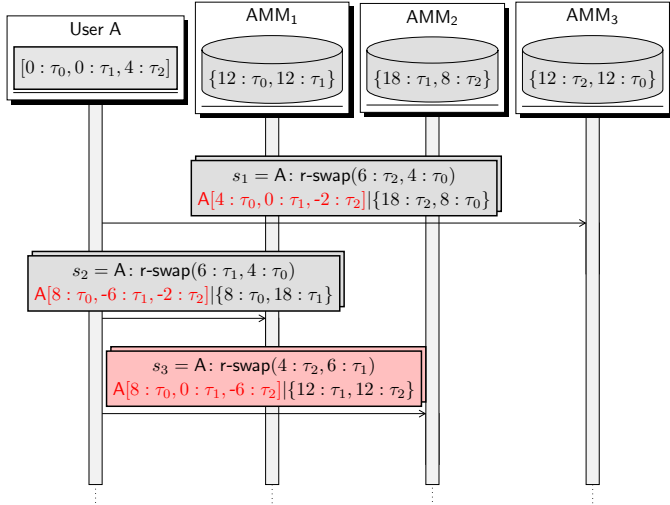 User A
[0 : τ₀, 0 : τ₁, 4 : τ₂]
AMM₁
{12 : τ₀, 12 : τ₁}
AMM₂
{18 : τ₁, 8 : τ₂}
AMM₃
{12 : τ₂, 12 : τ₀}
s₁ = A: r-swap(6 : τ₂, 4 : τ₀)
A[4 : τ₀, 0 : τ₁, -2 : τ₂]|{18 : τ₂, 8 : τ₀}
s₂ = A: r-swap(6 : τ₁, 4 : τ₀)
A[8 : τ₀, -6 : τ₁, -2 : τ₂]|{8 : τ₀, 18 : τ₁}
s₃ = A: r-swap(4 : τ₂, 6 : τ₁)
A[8 : τ₀, 0 : τ₁, -6 : τ₂]|{12 : τ₁, 12 : τ₂}